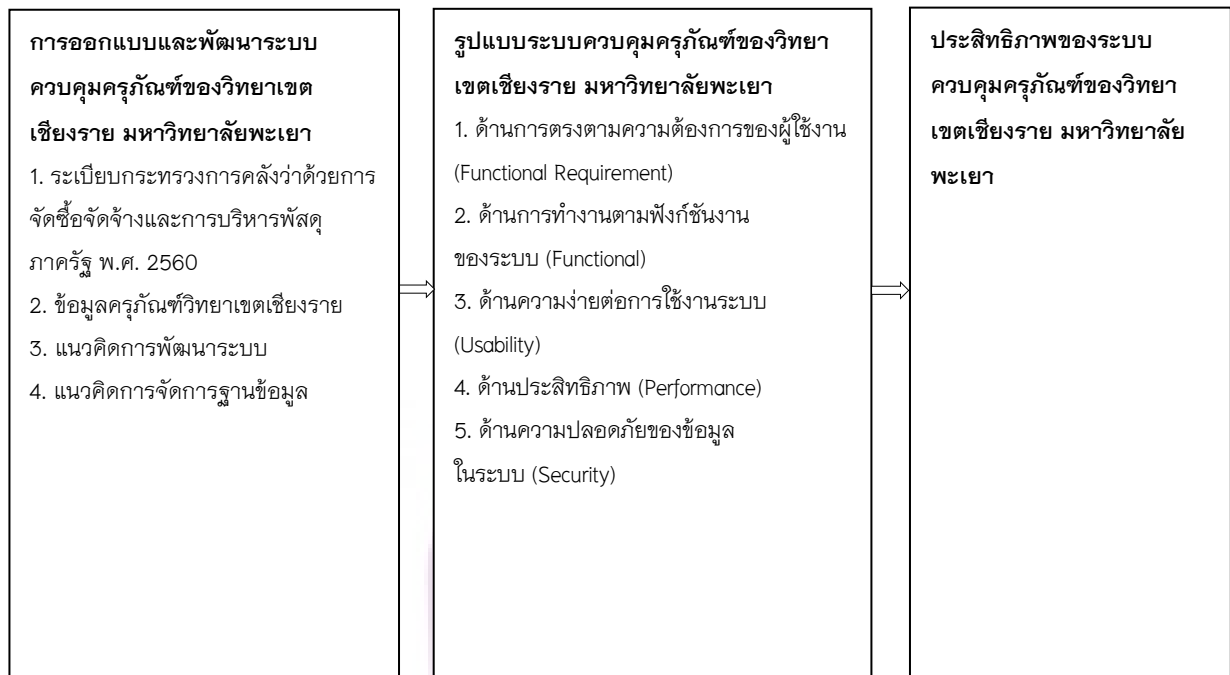 การออกแบบและพัฒนาระบบ
ควบคุมครุภัณฑ์ของวิทยาเขต
เชียงราย มหาวิทยาลัยพะเยา
1. ระเบียบกระทรวงการคลังว่าด้วยการ
จัดซื้อจัดจ้างและการบริหารพัสดุ
ภาครัฐ พ.ศ. 2560
2. ข้อมูลครุภัณฑ์วิทยาเขตเชียงราย
3. แนวคิดการพัฒนาระบบ
4. แนวคิดการจัดการฐานข้อมูล
รูปแบบระบบควบคุมครุภัณฑ์ของวิทยา
เขตเชียงราย มหาวิทยาลัยพะเยา
1. ด้านการตรงตามความต้องการของผู้ใช้งาน
(Functional Requirement)
2. ด้านการทำงานตามฟังก์ชันงาน
ของระบบ (Functional)
3. ด้านความง่ายต่อการใช้งานระบบ
(Usability)
4. ด้านประสิทธิภาพ (Performance)
5. ด้านความปลอดภัยของข้อมูล
ในระบบ (Security)
ประสิทธิภาพของระบบ
ควบคุมครุภัณฑ์ของวิทยา
เขตเชียงราย มหาวิทยาลัย
พะเยา